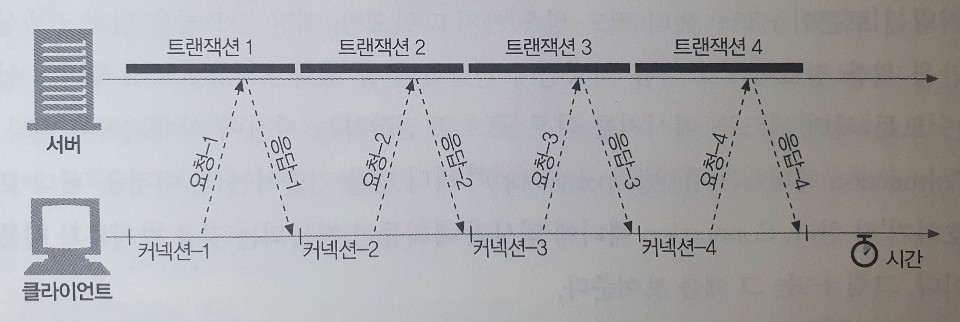 트랜잭션 1 트랜잭션 2 트랜잭션 3 트랜잭션 4
서버
요청-1 응답-1 요청-2 응답-2 요청-3 응답-3 요청-4 응답-4
커넥션-1 커넥션-2 커넥션-3 커넥션-4
시간
클라이언트